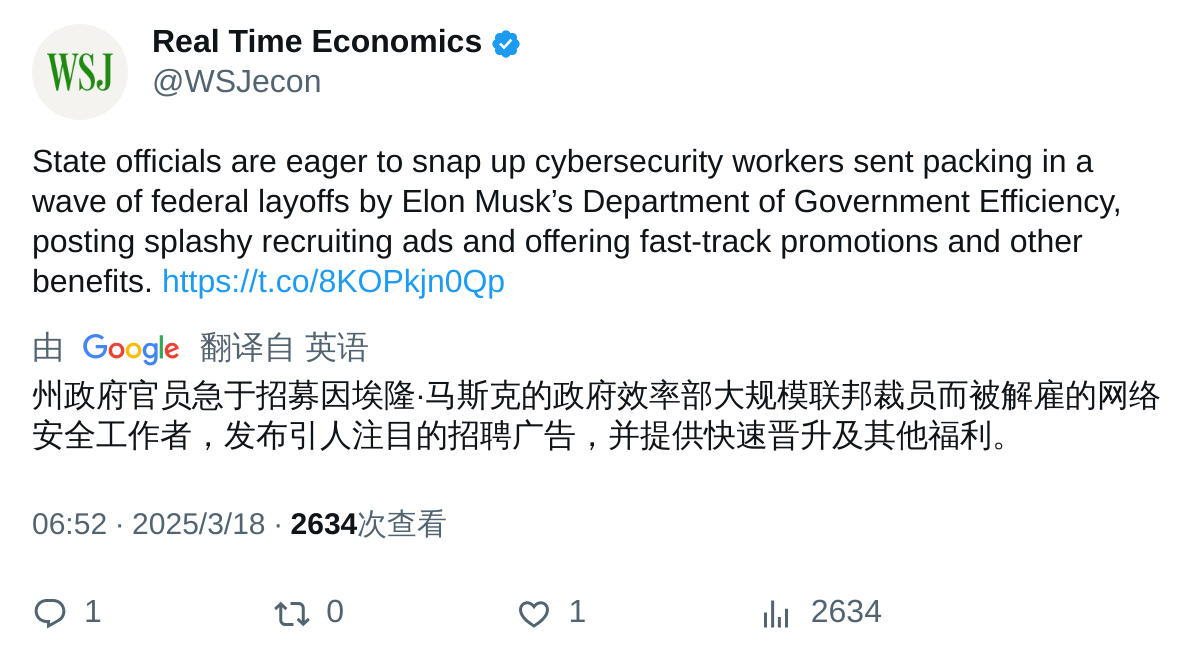 WSJ
Real Time Economics
@WSJecon
State officials are eager to snap up cybersecurity workers sent packing in a
wave of federal layoffs by Elon Musk’s Department of Government Efficiency,
posting splashy recruiting ads and offering fast-track promotions and other
benefits. https://t.co/8KOPkjn0Qp
由 Google 翻译自 英语
州政府官员急于招募因埃隆·马斯克的政府效率部大规模联邦裁员而被解雇的网络
安全工作者，发布引人注目的招聘广告，并提供快速晋升及其他福利。
06:52 · 2025/3/18 · 2634次查看
1 0 1 2634